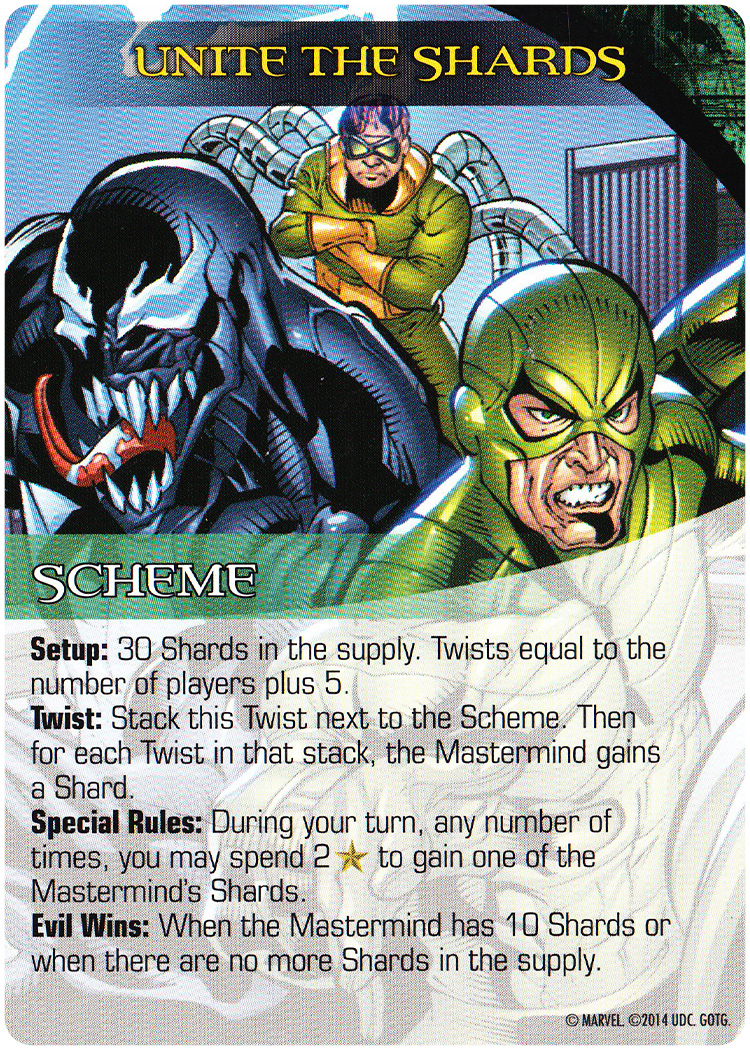 UNITE THE SHARDS
SCHEME
Setup: 30 Shards in the supply. Twists equal to the
number of players plus 5.
Twist: Stack this Twist next to the Scheme. Then
for each Twist in that stack, the Mastermind gains
a Shard.
Special Rules: During your turn, any number of
times, you may spend 2 ★ to gain one of the
Mastermind's Shards.
Evil Wins: When the Mastermind has 10 Shards or
when there are no more Shards in the supply.
© MARVEL. ©2014 UDC. GOTG.